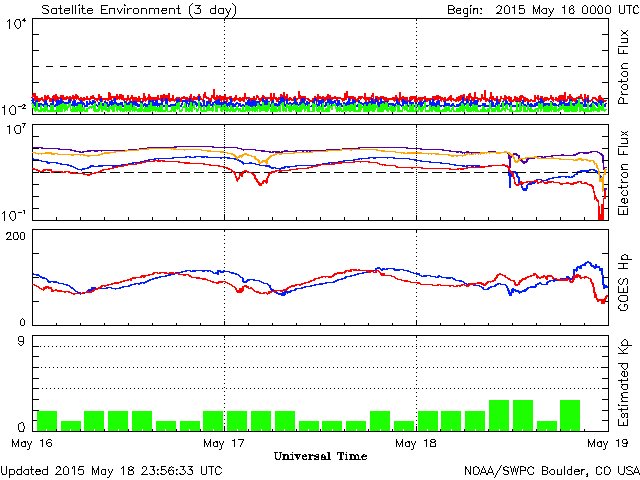 Satellite Environment (3 day) Begin: 2015 May 16 0000 UTC
10⁴
Proton Flux
10⁻²
10⁷
Electron Flux
10⁻¹
200
GOES Hp
0
9
Estimated Kp
0
May 16 May 17 May 18 May 19
Universal Time
Updated 2015 May 18 23:56:33 UTC NOAA/SWPC Boulder, CO USA